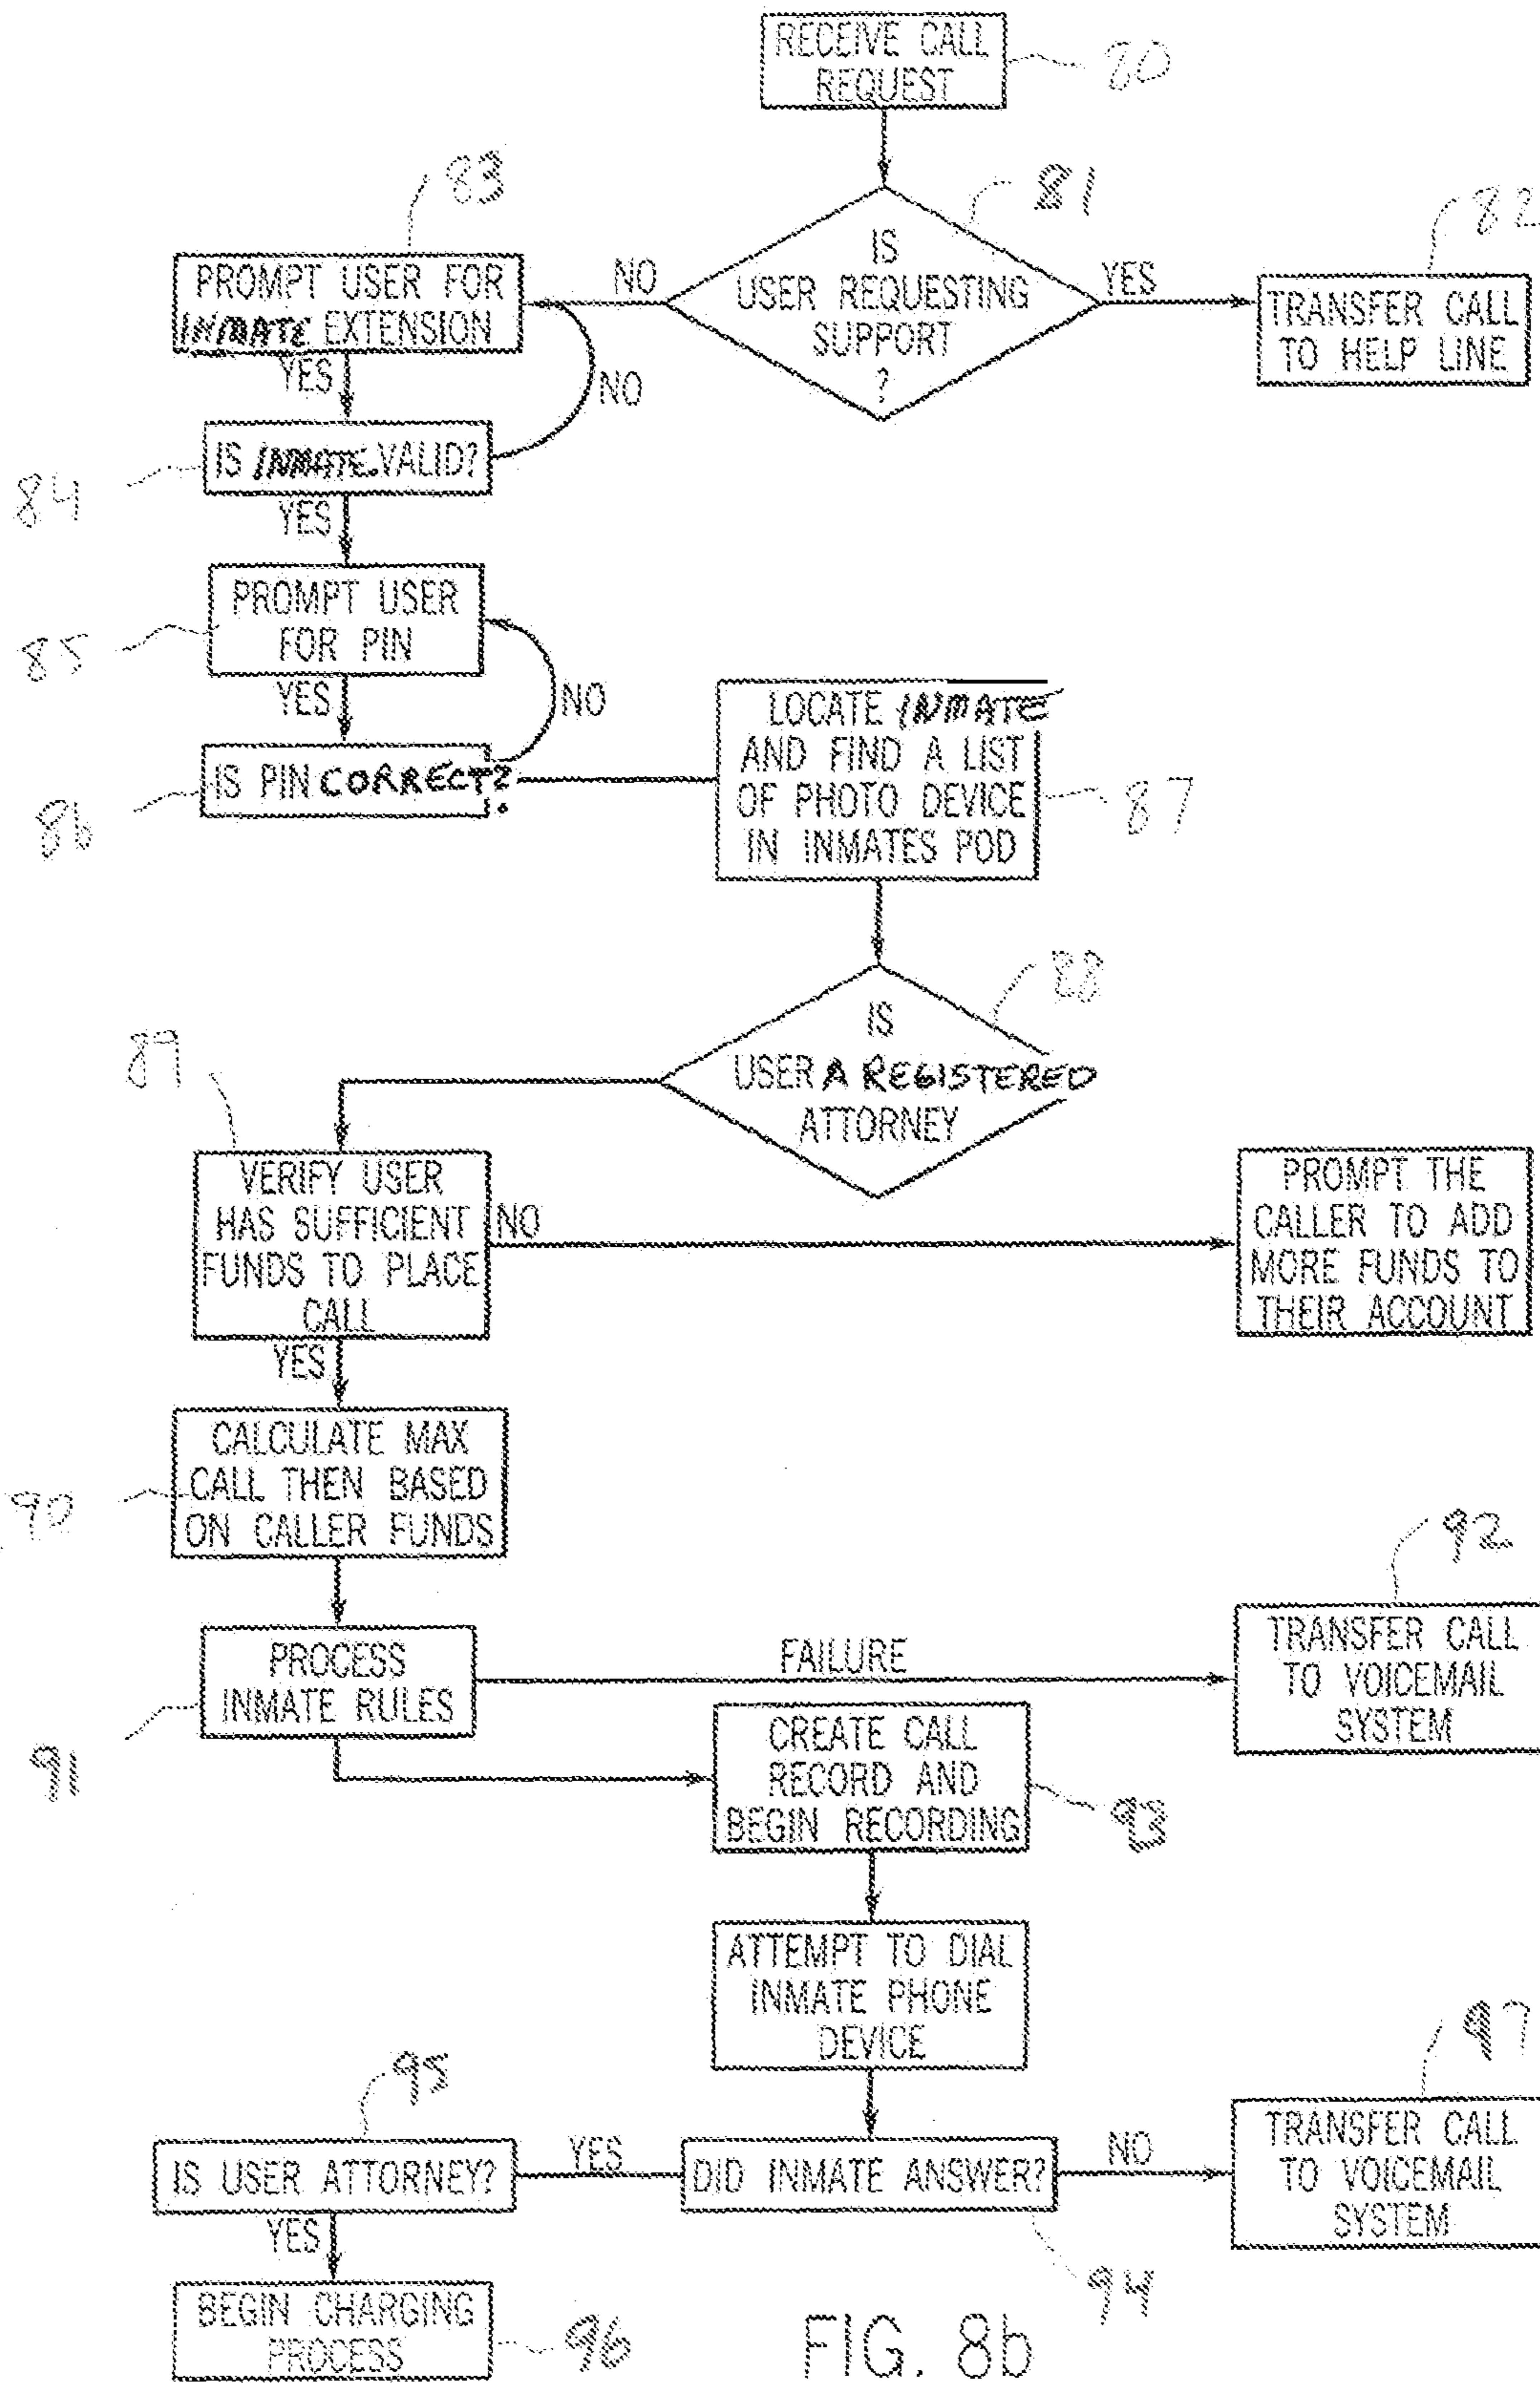 RECEIVE CALL
REQUEST
80
81
IS
USER REQUESTING
SUPPORT
?
YES
82
TRANSFER CALL
TO HELP LINE
NO
83
PROMPT USER FOR
INMATE EXTENSION
YES
NO
84
IS INMATE VALID?
YES
85
PROMPT USER
FOR PIN
YES
NO
86
IS PIN CORRECT?
LOCATE INMATE
AND FIND A LIST
OF PHOTO DEVICE
IN INMATES POD
87
88
IS
USER A REGISTERED
ATTORNEY
89
VERIFY USER
HAS SUFFICIENT
FUNDS TO PLACE
CALL
NO
PROMPT THE
CALLER TO ADD
MORE FUNDS TO
THEIR ACCOUNT
YES
90
CALCULATE MAX
CALL THEN BASED
ON CALLER FUNDS
91
PROCESS
INMATE RULES
FAILURE
92
TRANSFER CALL
TO VOICEMAIL
SYSTEM
CREATE CALL
RECORD AND
BEGIN RECORDING
93
ATTEMPT TO DIAL
INMATE PHONE
DEVICE
DID INMATE ANSWER?
94
NO
97
TRANSFER CALL
TO VOICEMAIL
SYSTEM
YES
95
IS USER ATTORNEY?
YES
BEGIN CHARGING
PROCESS
96
FIG. 8b